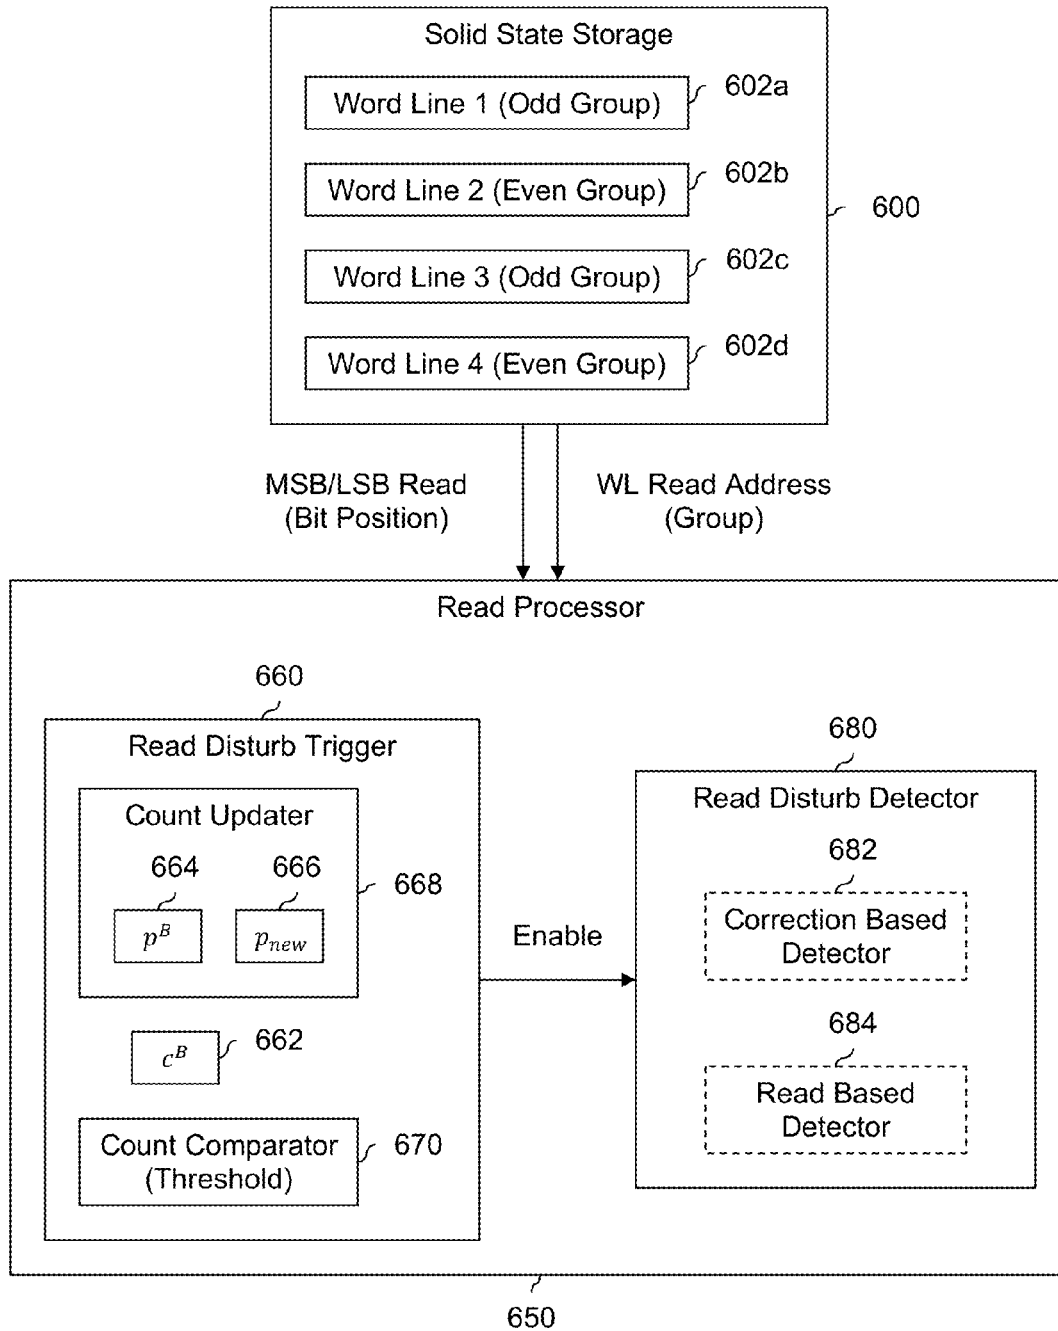 Solid State Storage
Word Line 1 (Odd Group)
602a
Word Line 2 (Even Group)
602b
600
Word Line 3 (Odd Group)
602c
Word Line 4 (Even Group)
602d
MSB/LSB Read
(Bit Position)
WL Read Address
(Group)
Read Processor
660
Read Disturb Trigger
Count Updater
664
666
668
p^B
p_new
c^B
662
Count Comparator
(Threshold)
670
Enable
680
Read Disturb Detector
682
Correction Based
Detector
684
Read Based
Detector
650